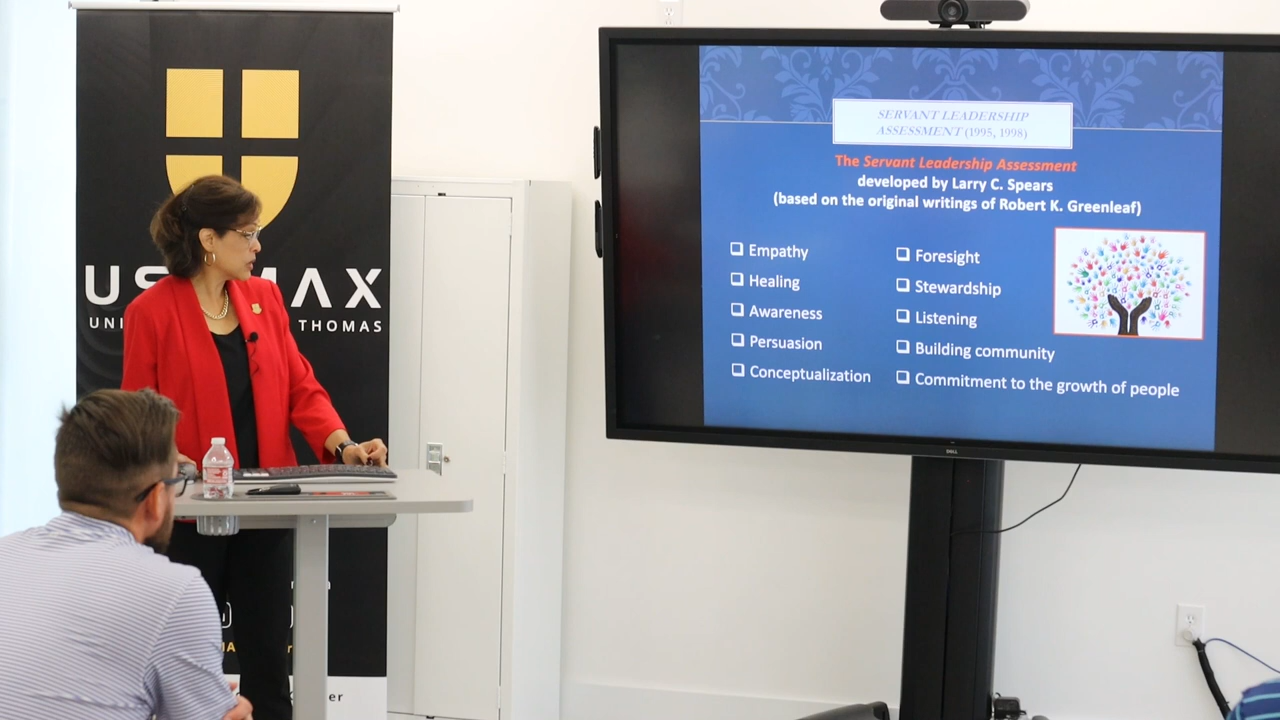 US MAX
UNI THOMAS
er
SERVANT LEADERSHIP
ASSESSMENT (1995, 1998)
The Servant Leadership Assessment
developed by Larry C. Spears
(based on the original writings of Robert K. Greenleaf)
❑ Empathy
❑ Healing
❑ Awareness
❑ Persuasion
❑ Conceptualization
❑ Foresight
❑ Stewardship
❑ Listening
❑ Building community
❑ Commitment to the growth of people
DELL